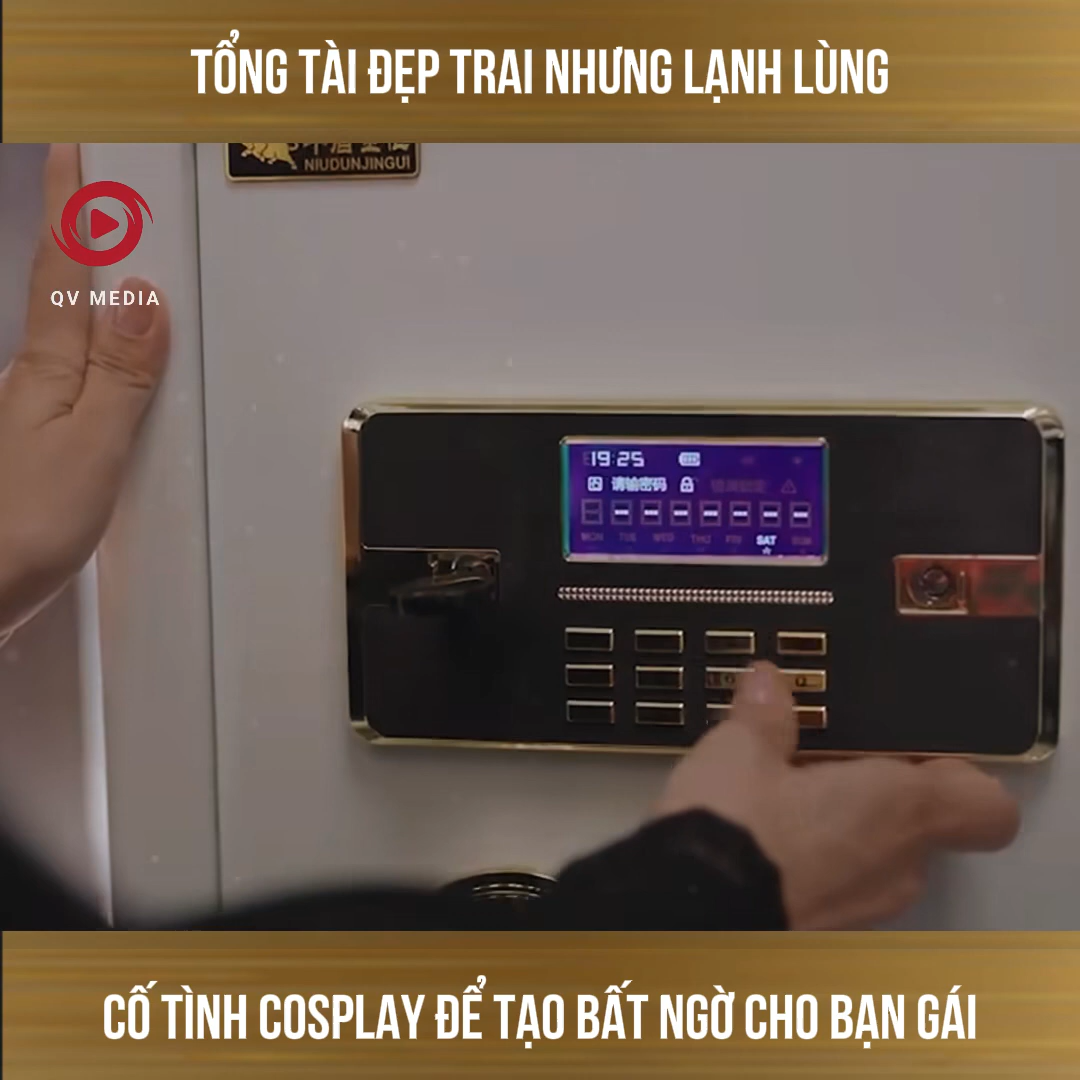 TỔNG TÀI ĐẸP TRAI NHƯNG LẠNH LÙNG
NIUDUNJINGUI
QV MEDIA
19:25
请输密码
MON TUE WED THU FRI SAT SUN
CỐ TÌNH COSPLAY ĐỂ TẠO BẤT NGỜ CHO BẠN GÁI